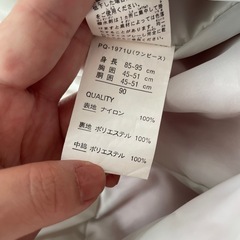 PQ-1971U(ワンピース)
身 長 85-95 cm
胸 囲 45-51 cm
胴 囲 45-51 cm
90
QUALITY
表地 ナイロン 100%
裏地 ポリエステル 100%
中綿 ポリエステル 100%